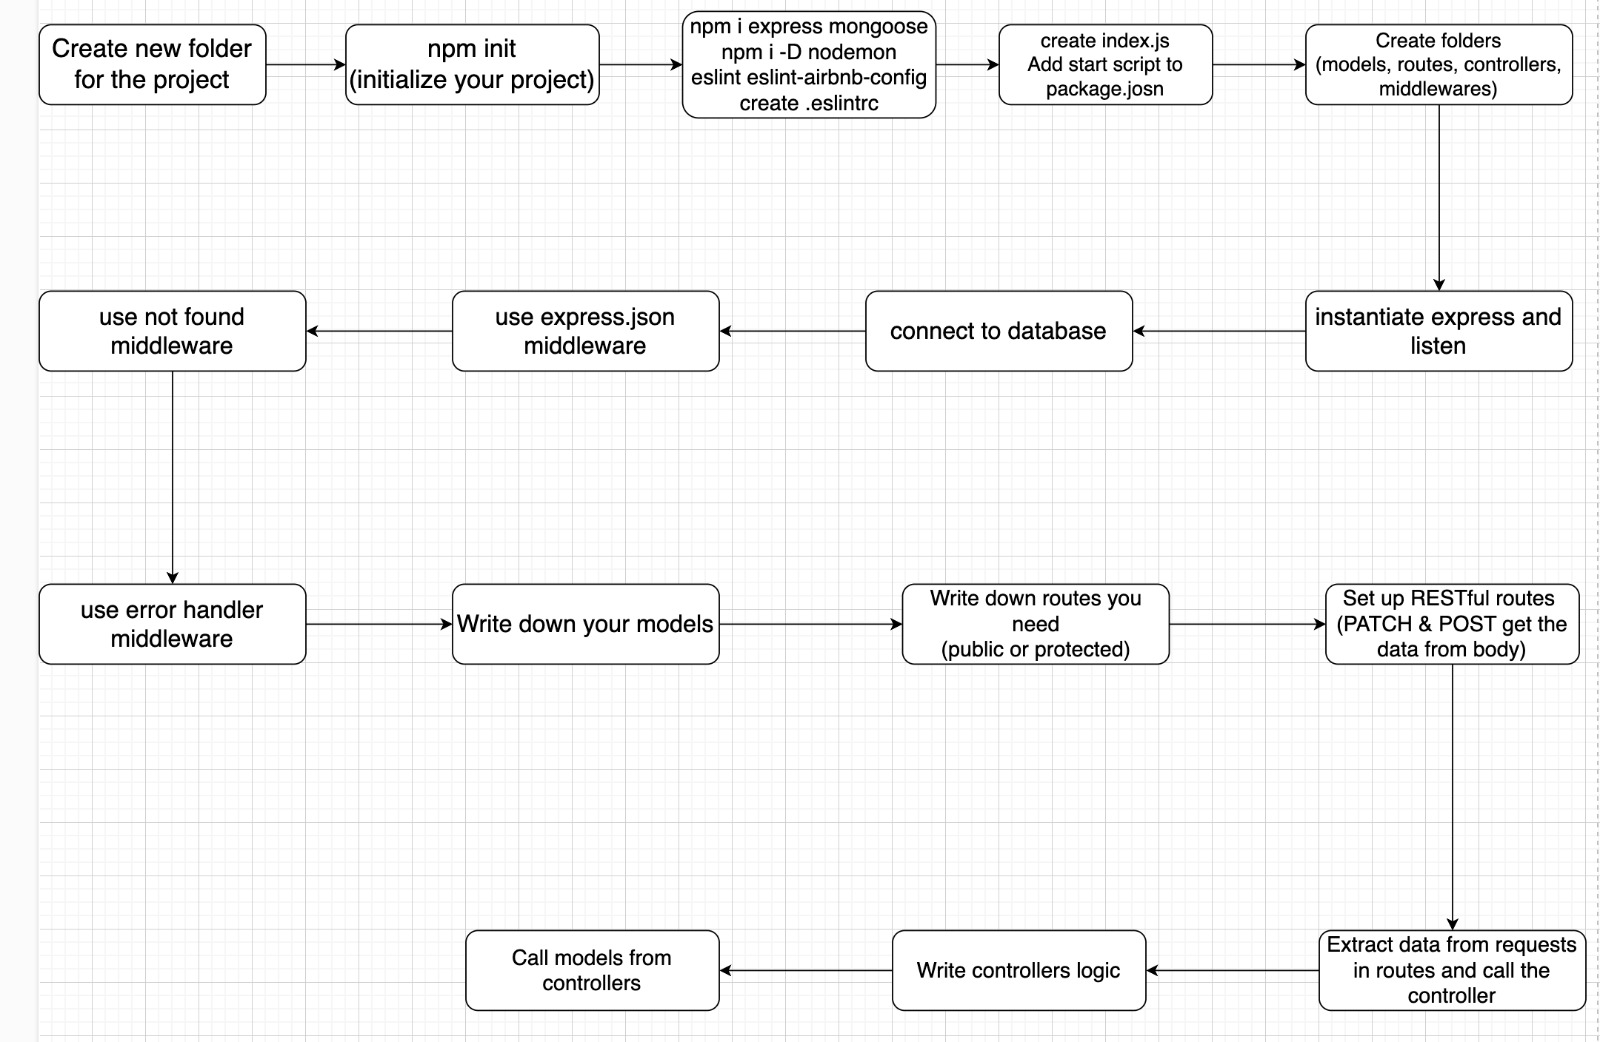 Create new folder
for the project
npm init
(initialize your project)
npm i express mongoose
npm i -D nodemon
eslint eslint-airbnb-config
create .eslintrc
create index.js
Add start script to
package.josn
Create folders
(models, routes, controllers,
middlewares)
instantiate express and
listen
connect to database
use express.json
middleware
use not found
middleware
use error handler
middleware
Write down your models
Write down routes you
need
(public or protected)
Set up RESTful routes
(PATCH & POST get the
data from body)
Extract data from requests
in routes and call the
controller
Write controllers logic
Call models from
controllers